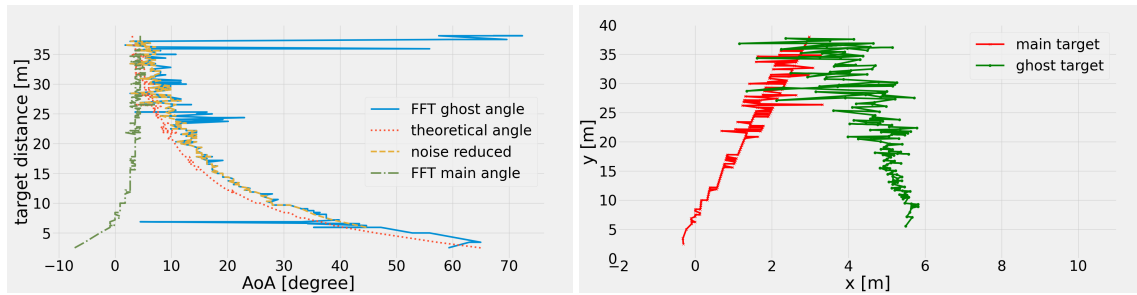 target distance [m]
35
30
25
20
15
10
5
−10 0 10 20 30 40 50 60 70
AoA [degree]
FFT ghost angle
theoretical angle
noise reduced
FFT main angle
y [m]
40
35
30
25
20
15
10
5
0
−2 0 2 4 6 8 10
x [m]
main target
ghost target